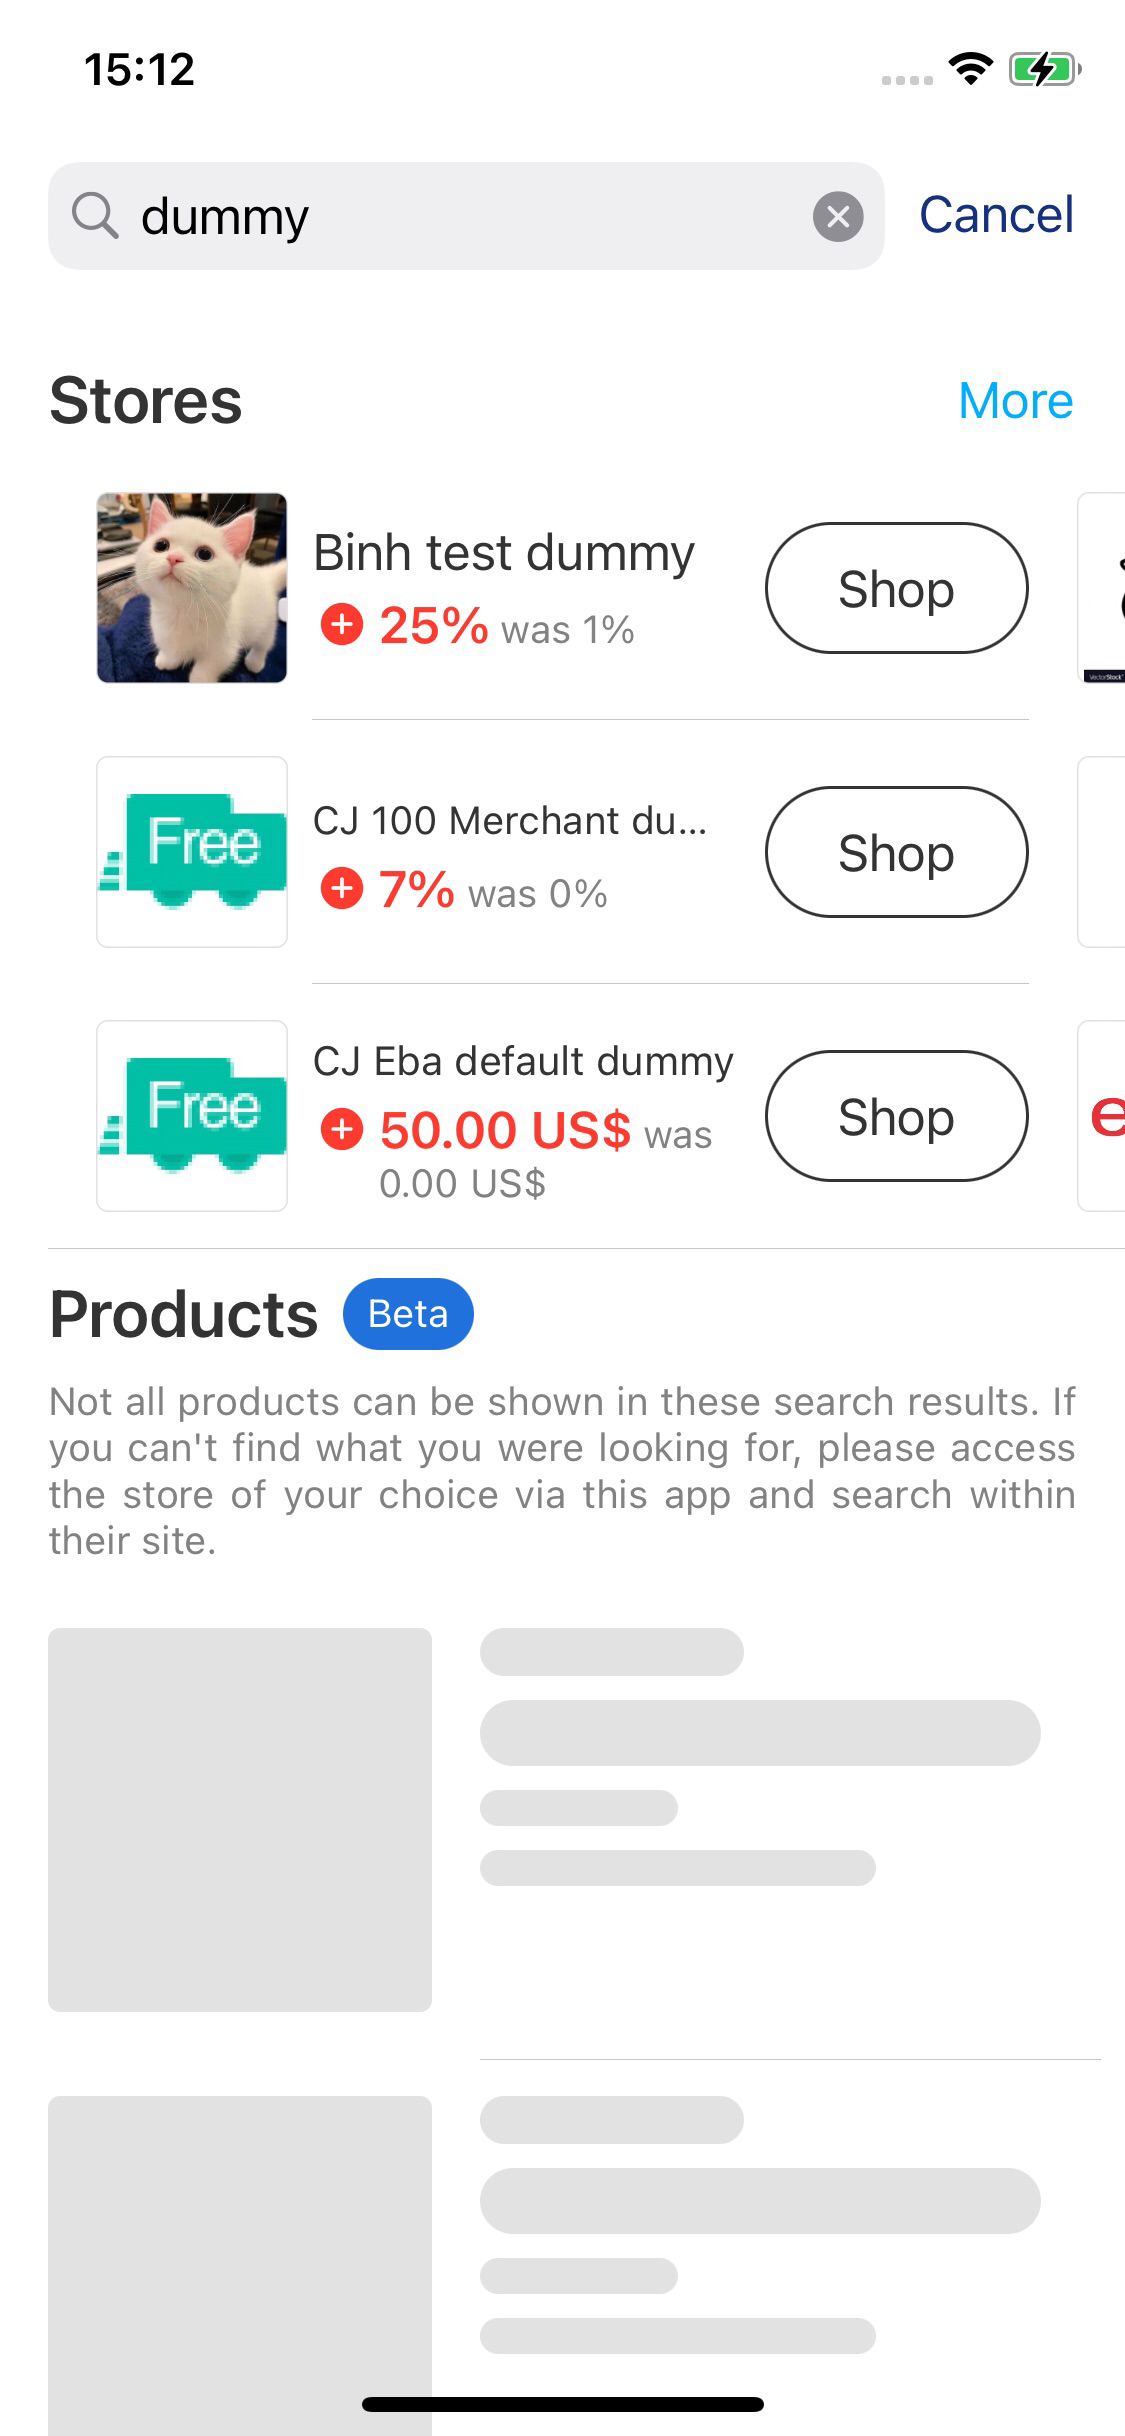 15:12
dummy
Cancel
Stores
More
Binh test dummy
25% was 1%
Shop
VectorStock
Free
CJ 100 Merchant du...
7% was 0%
Shop
Free
CJ Eba default dummy
50.00 US$ was
0.00 US$
Shop
e
Products
Beta
Not all products can be shown in these search results. If
you can't find what you were looking for, please access
the store of your choice via this app and search within
their site.